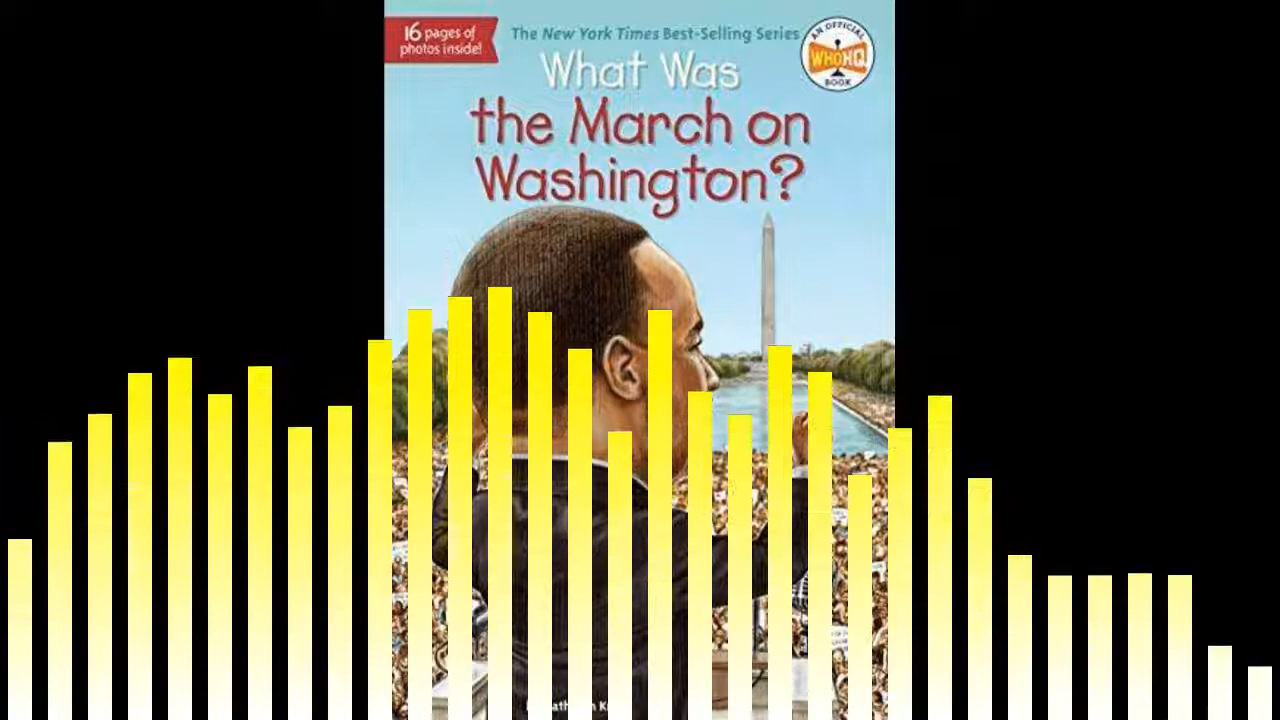 16 pages of
photos inside!
The New York Times Best-Selling Series
AN OFFICIAL
WHOHQ
BOOK
What Was
the March on
Washington?